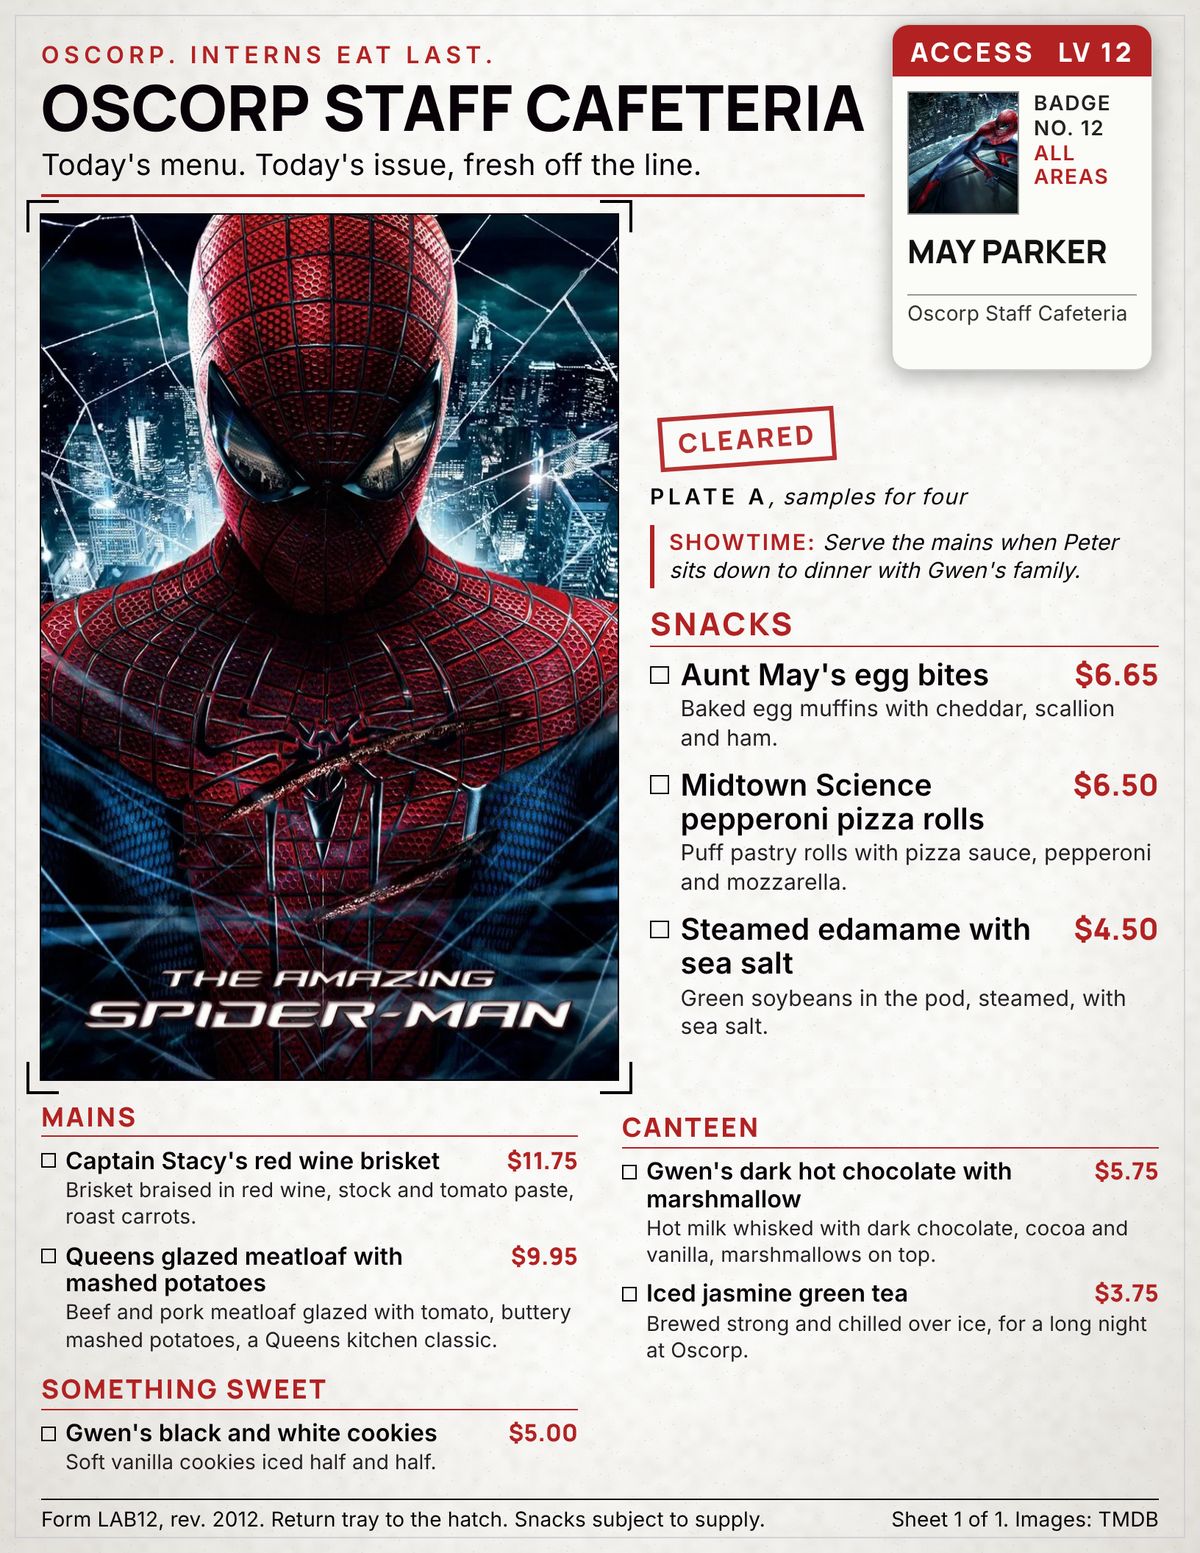 OSCORP. INTERNS EAT LAST.
OSCORP STAFF CAFETERIA
Today's menu. Today's issue, fresh off the line.
ACCESS LV 12
BADGE
NO. 12
ALL
AREAS
MAY PARKER
Oscorp Staff Cafeteria
THE AMAZING
SPIDER-MAN
CLEARED
PLATE A, samples for four
SHOWTIME: Serve the mains when Peter
sits down to dinner with Gwen's family.
SNACKS
Aunt May's egg bites $6.65
Baked egg muffins with cheddar, scallion
and ham.
Midtown Science $6.50
pepperoni pizza rolls
Puff pastry rolls with pizza sauce, pepperoni
and mozzarella.
Steamed edamame with $4.50
sea salt
Green soybeans in the pod, steamed, with
sea salt.
MAINS
Captain Stacy's red wine brisket $11.75
Brisket braised in red wine, stock and tomato paste,
roast carrots.
Queens glazed meatloaf with $9.95
mashed potatoes
Beef and pork meatloaf glazed with tomato, buttery
mashed potatoes, a Queens kitchen classic.
SOMETHING SWEET
Gwen's black and white cookies $5.00
Soft vanilla cookies iced half and half.
CANTEEN
Gwen's dark hot chocolate with $5.75
marshmallow
Hot milk whisked with dark chocolate, cocoa and
vanilla, marshmallows on top.
Iced jasmine green tea $3.75
Brewed strong and chilled over ice, for a long night
at Oscorp.
Form LAB12, rev. 2012. Return tray to the hatch. Snacks subject to supply.
Sheet 1 of 1. Images: TMDB